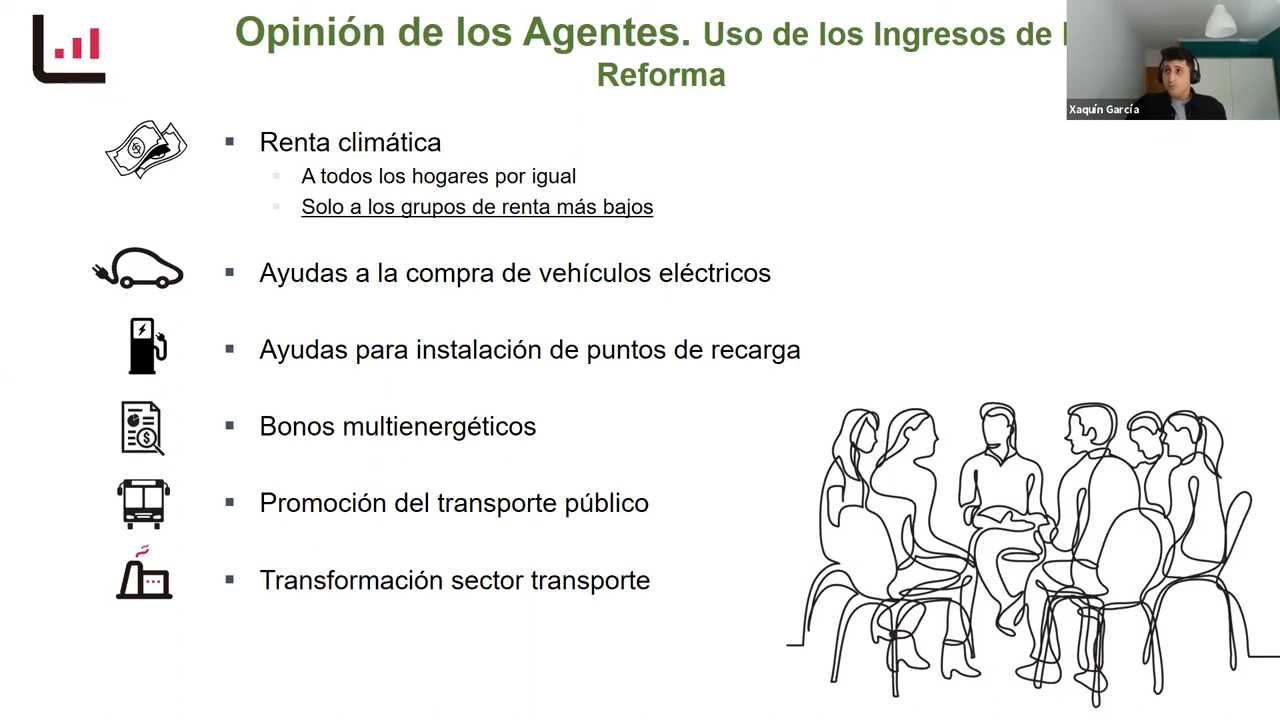 Opinión de los Agentes. Uso de los Ingresos de
Reforma
Xaquín García
Renta climática
A todos los hogares por igual
Solo a los grupos de renta más bajos
Ayudas a la compra de vehículos eléctricos
Ayudas para instalación de puntos de recarga
Bonos multienergéticos
Promoción del transporte público
Transformación sector transporte